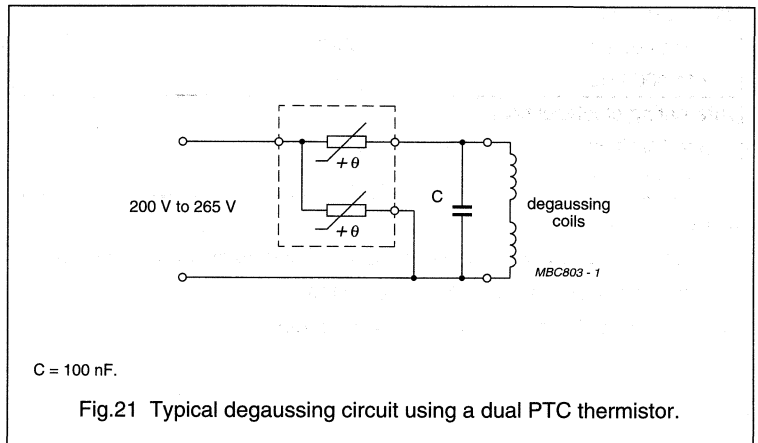 +θ
200 V to 265 V
+θ
C
degaussing
coils
MBC803 - 1
C = 100 nF.
Fig.21 Typical degaussing circuit using a dual PTC thermistor.